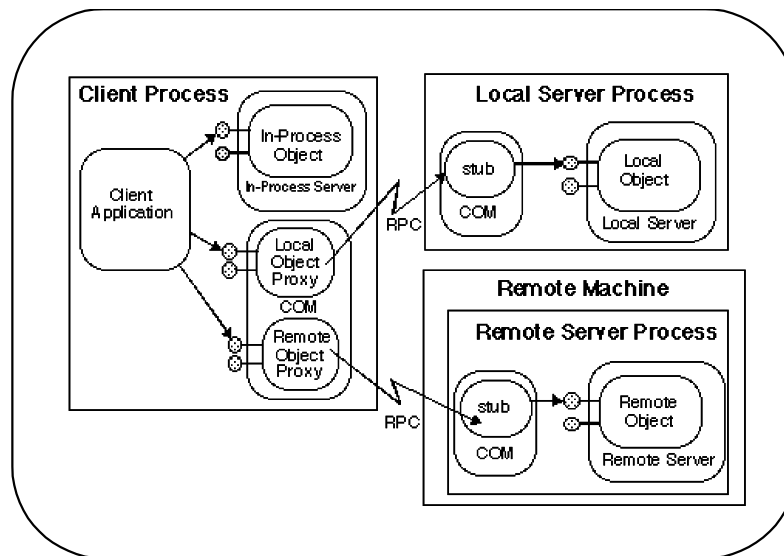 Client Process
In-Process
Object
In-Process Server
Client
Application
Local
Object
Proxy
COM
Remote
Object
Proxy
RPC
RPC
Local Server Process
stub
COM
Local
Object
Local Server
Remote Machine
Remote Server Process
stub
COM
Remote
Object
Remote Server